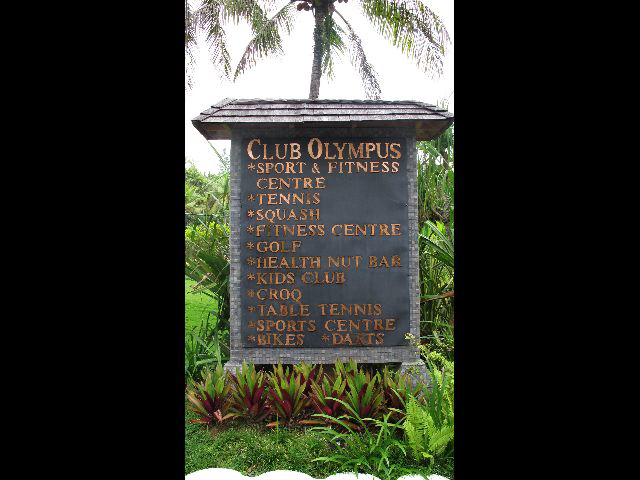 CLUB OLYMPUS
*SPORT & FITNESS
CENTRE
*TENNIS
*SQUASH
*FITNESS CENTRE
*GOLF
*HEALTH NUT BAR
*KIDS CLUB
*CROQ
*TABLE TENNIS
*SPORTS CENTRE
*BIKES *DARTS